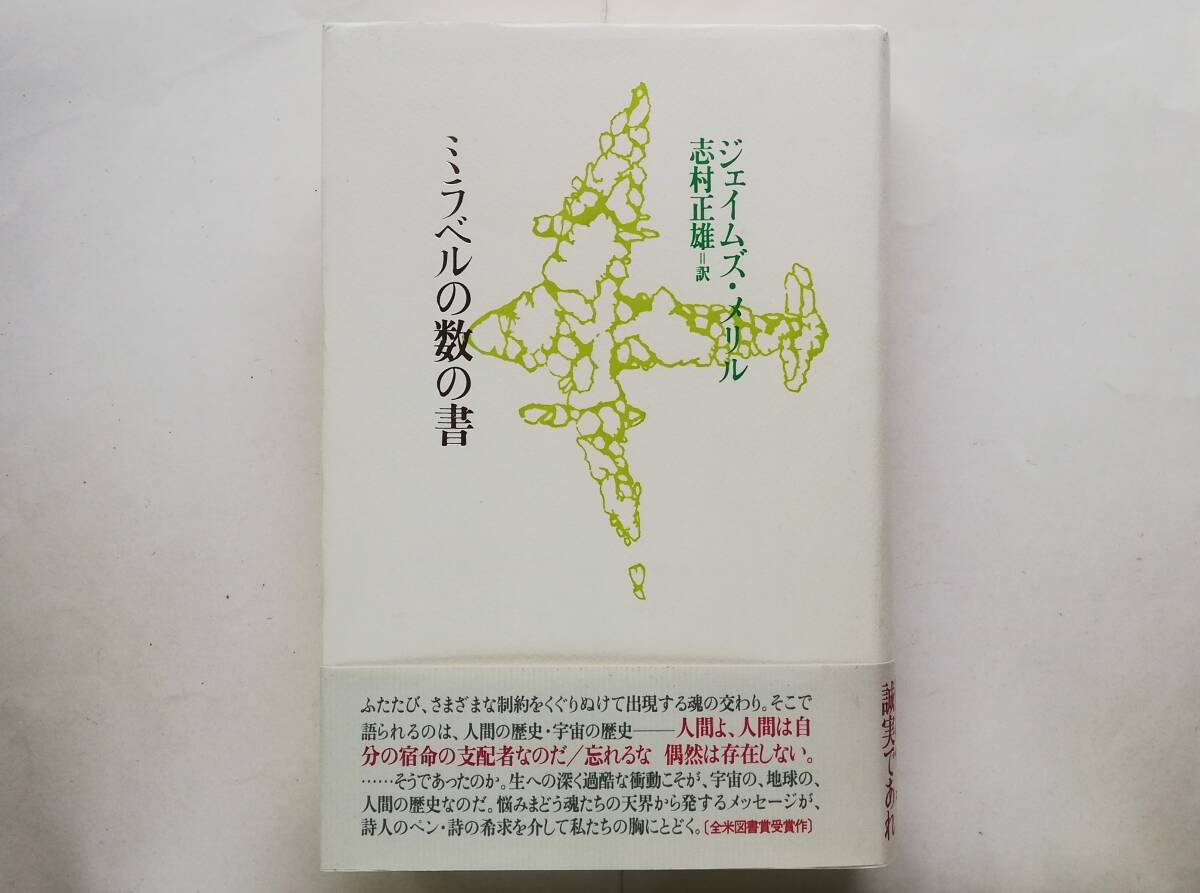 ジェイムズ・メリル
志村正雄＝訳
ミラベルの数の書
ふたたび、さまざまな制約をくぐりぬけて出現する魂の交わり。そこで
語られるのは、人間の歴史・宇宙の歴史――人間よ、人間は自
分の宿命の支配者なのだ／忘れるな　偶然は存在しない。
……そうであったのか。生への深く過酷な衝動こそが、宇宙の、地球の、
人間の歴史なのだ。悩みまどう魂たちの天界から発するメッセージが、
詩人のペン・詩の希求を介して私たちの胸にとどく。〔全米図書賞受賞作〕
誠実であれ